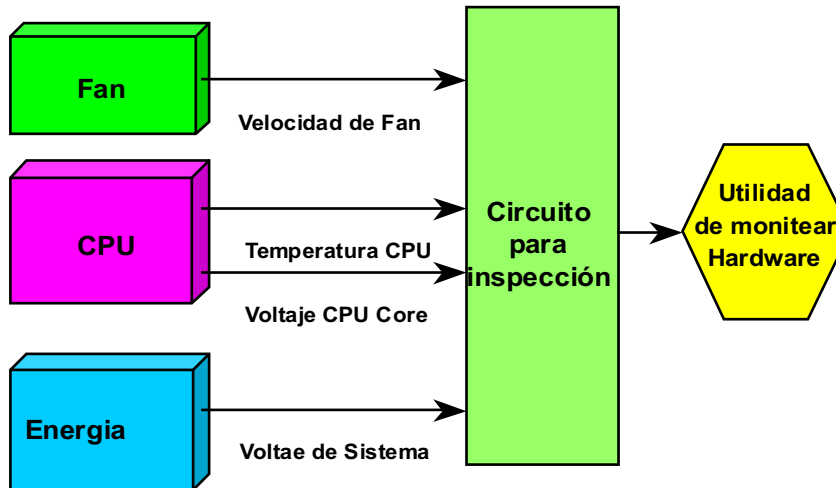 Fan
Velocidad de Fan
CPU
Temperatura CPU
Voltaje CPU Core
Energia
Voltae de Sistema
Circuito
para
inspección
Utilidad
de monitear
Hardware